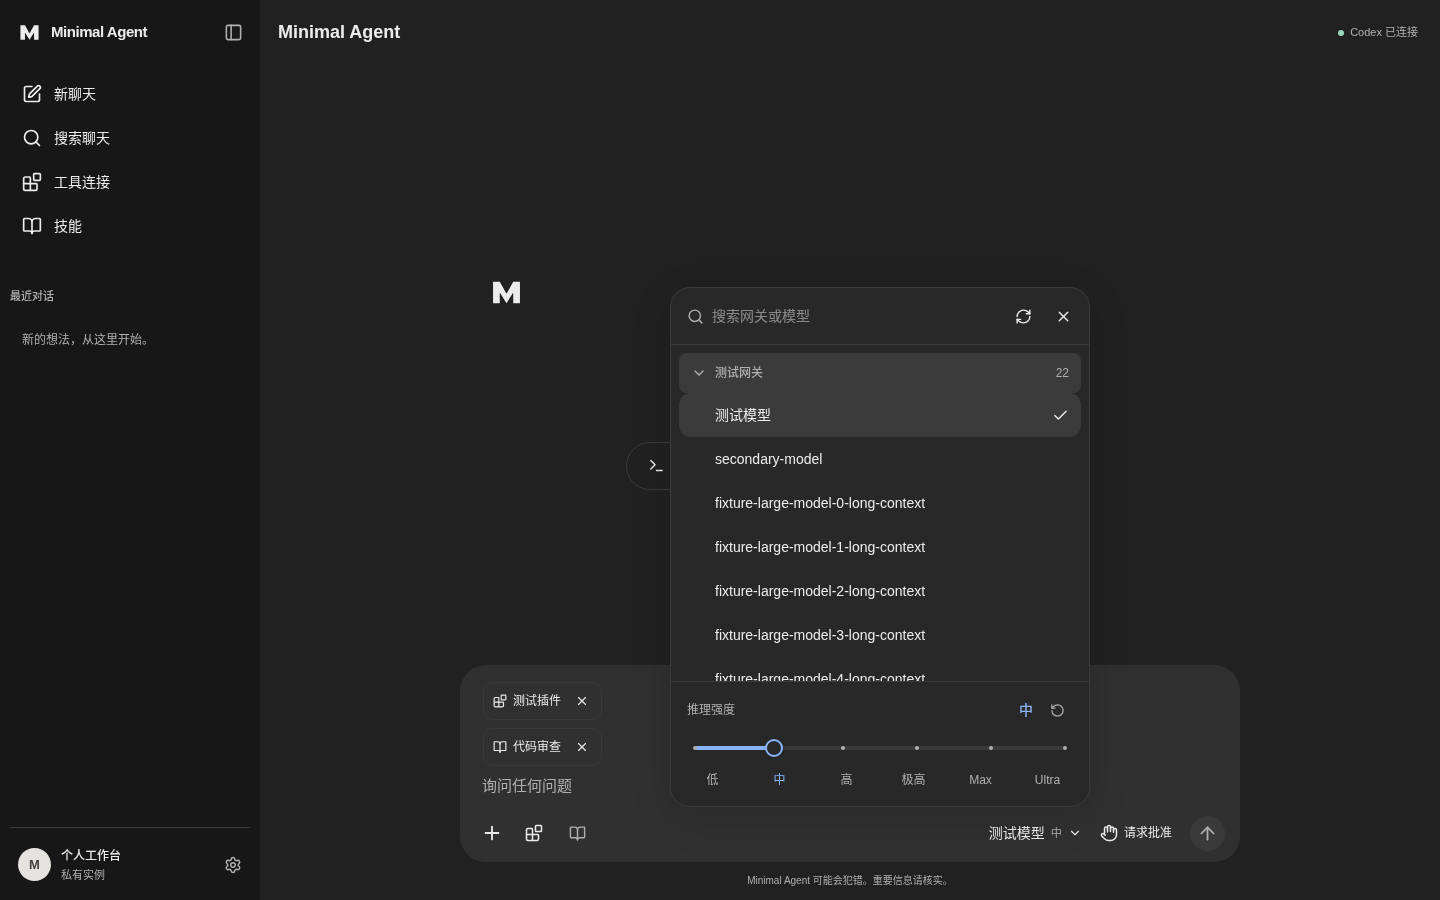 Minimal Agent
新聊天
搜索聊天
工具连接
技能
最近对话
新的想法，从这里开始。
M
个人工作台
私有实例
Minimal Agent
Codex 已连接
搜索网关或模型
测试网关 22
测试模型
secondary-model
fixture-large-model-0-long-context
fixture-large-model-1-long-context
fixture-large-model-2-long-context
fixture-large-model-3-long-context
fixture-large-model-4-long-context
推理强度 中
低 中 高 极高 Max Ultra
测试插件
代码审查
询问任何问题
测试模型 中 请求批准
Minimal Agent 可能会犯错。重要信息请核实。